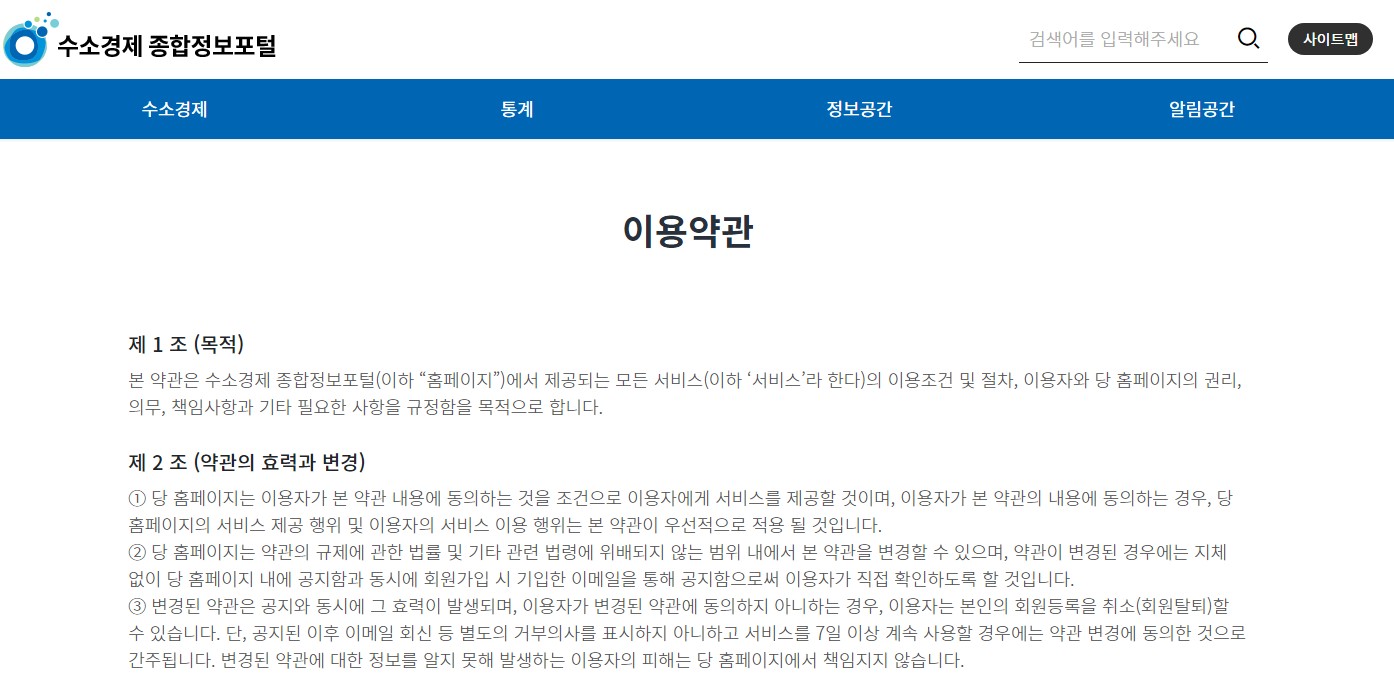 수소경제 종합정보포털
검색어를 입력해주세요
사이트맵
수소경제
통계
정보공간
알림공간
이용약관
제 1 조 (목적)
본 약관은 수소경제 종합정보포털(이하 “홈페이지”)에서 제공되는 모든 서비스(이하 ‘서비스’라 한다)의 이용조건 및 절차, 이용자와 당 홈페이지의 권리,
의무, 책임사항과 기타 필요한 사항을 규정함을 목적으로 합니다.
제 2 조 (약관의 효력과 변경)
① 당 홈페이지는 이용자가 본 약관 내용에 동의하는 것을 조건으로 이용자에게 서비스를 제공할 것이며, 이용자가 본 약관의 내용에 동의하는 경우, 당
홈페이지의 서비스 제공 행위 및 이용자의 서비스 이용 행위는 본 약관이 우선적으로 적용 될 것입니다.
② 당 홈페이지는 약관의 규제에 관한 법률 및 기타 관련 법령에 위배되지 않는 범위 내에서 본 약관을 변경할 수 있으며, 약관이 변경된 경우에는 지체
없이 당 홈페이지 내에 공지함과 동시에 회원가입 시 기입한 이메일을 통해 공지함으로써 이용자가 직접 확인하도록 할 것입니다.
③ 변경된 약관은 공지와 동시에 그 효력이 발생되며, 이용자가 변경된 약관에 동의하지 아니하는 경우, 이용자는 본인의 회원등록을 취소(회원탈퇴)할
수 있습니다. 단, 공지된 이후 이메일 회신 등 별도의 거부의사를 표시하지 아니하고 서비스를 7일 이상 계속 사용할 경우에는 약관 변경에 동의한 것으로
간주됩니다. 변경된 약관에 대한 정보를 알지 못해 발생하는 이용자의 피해는 당 홈페이지에서 책임지지 않습니다.